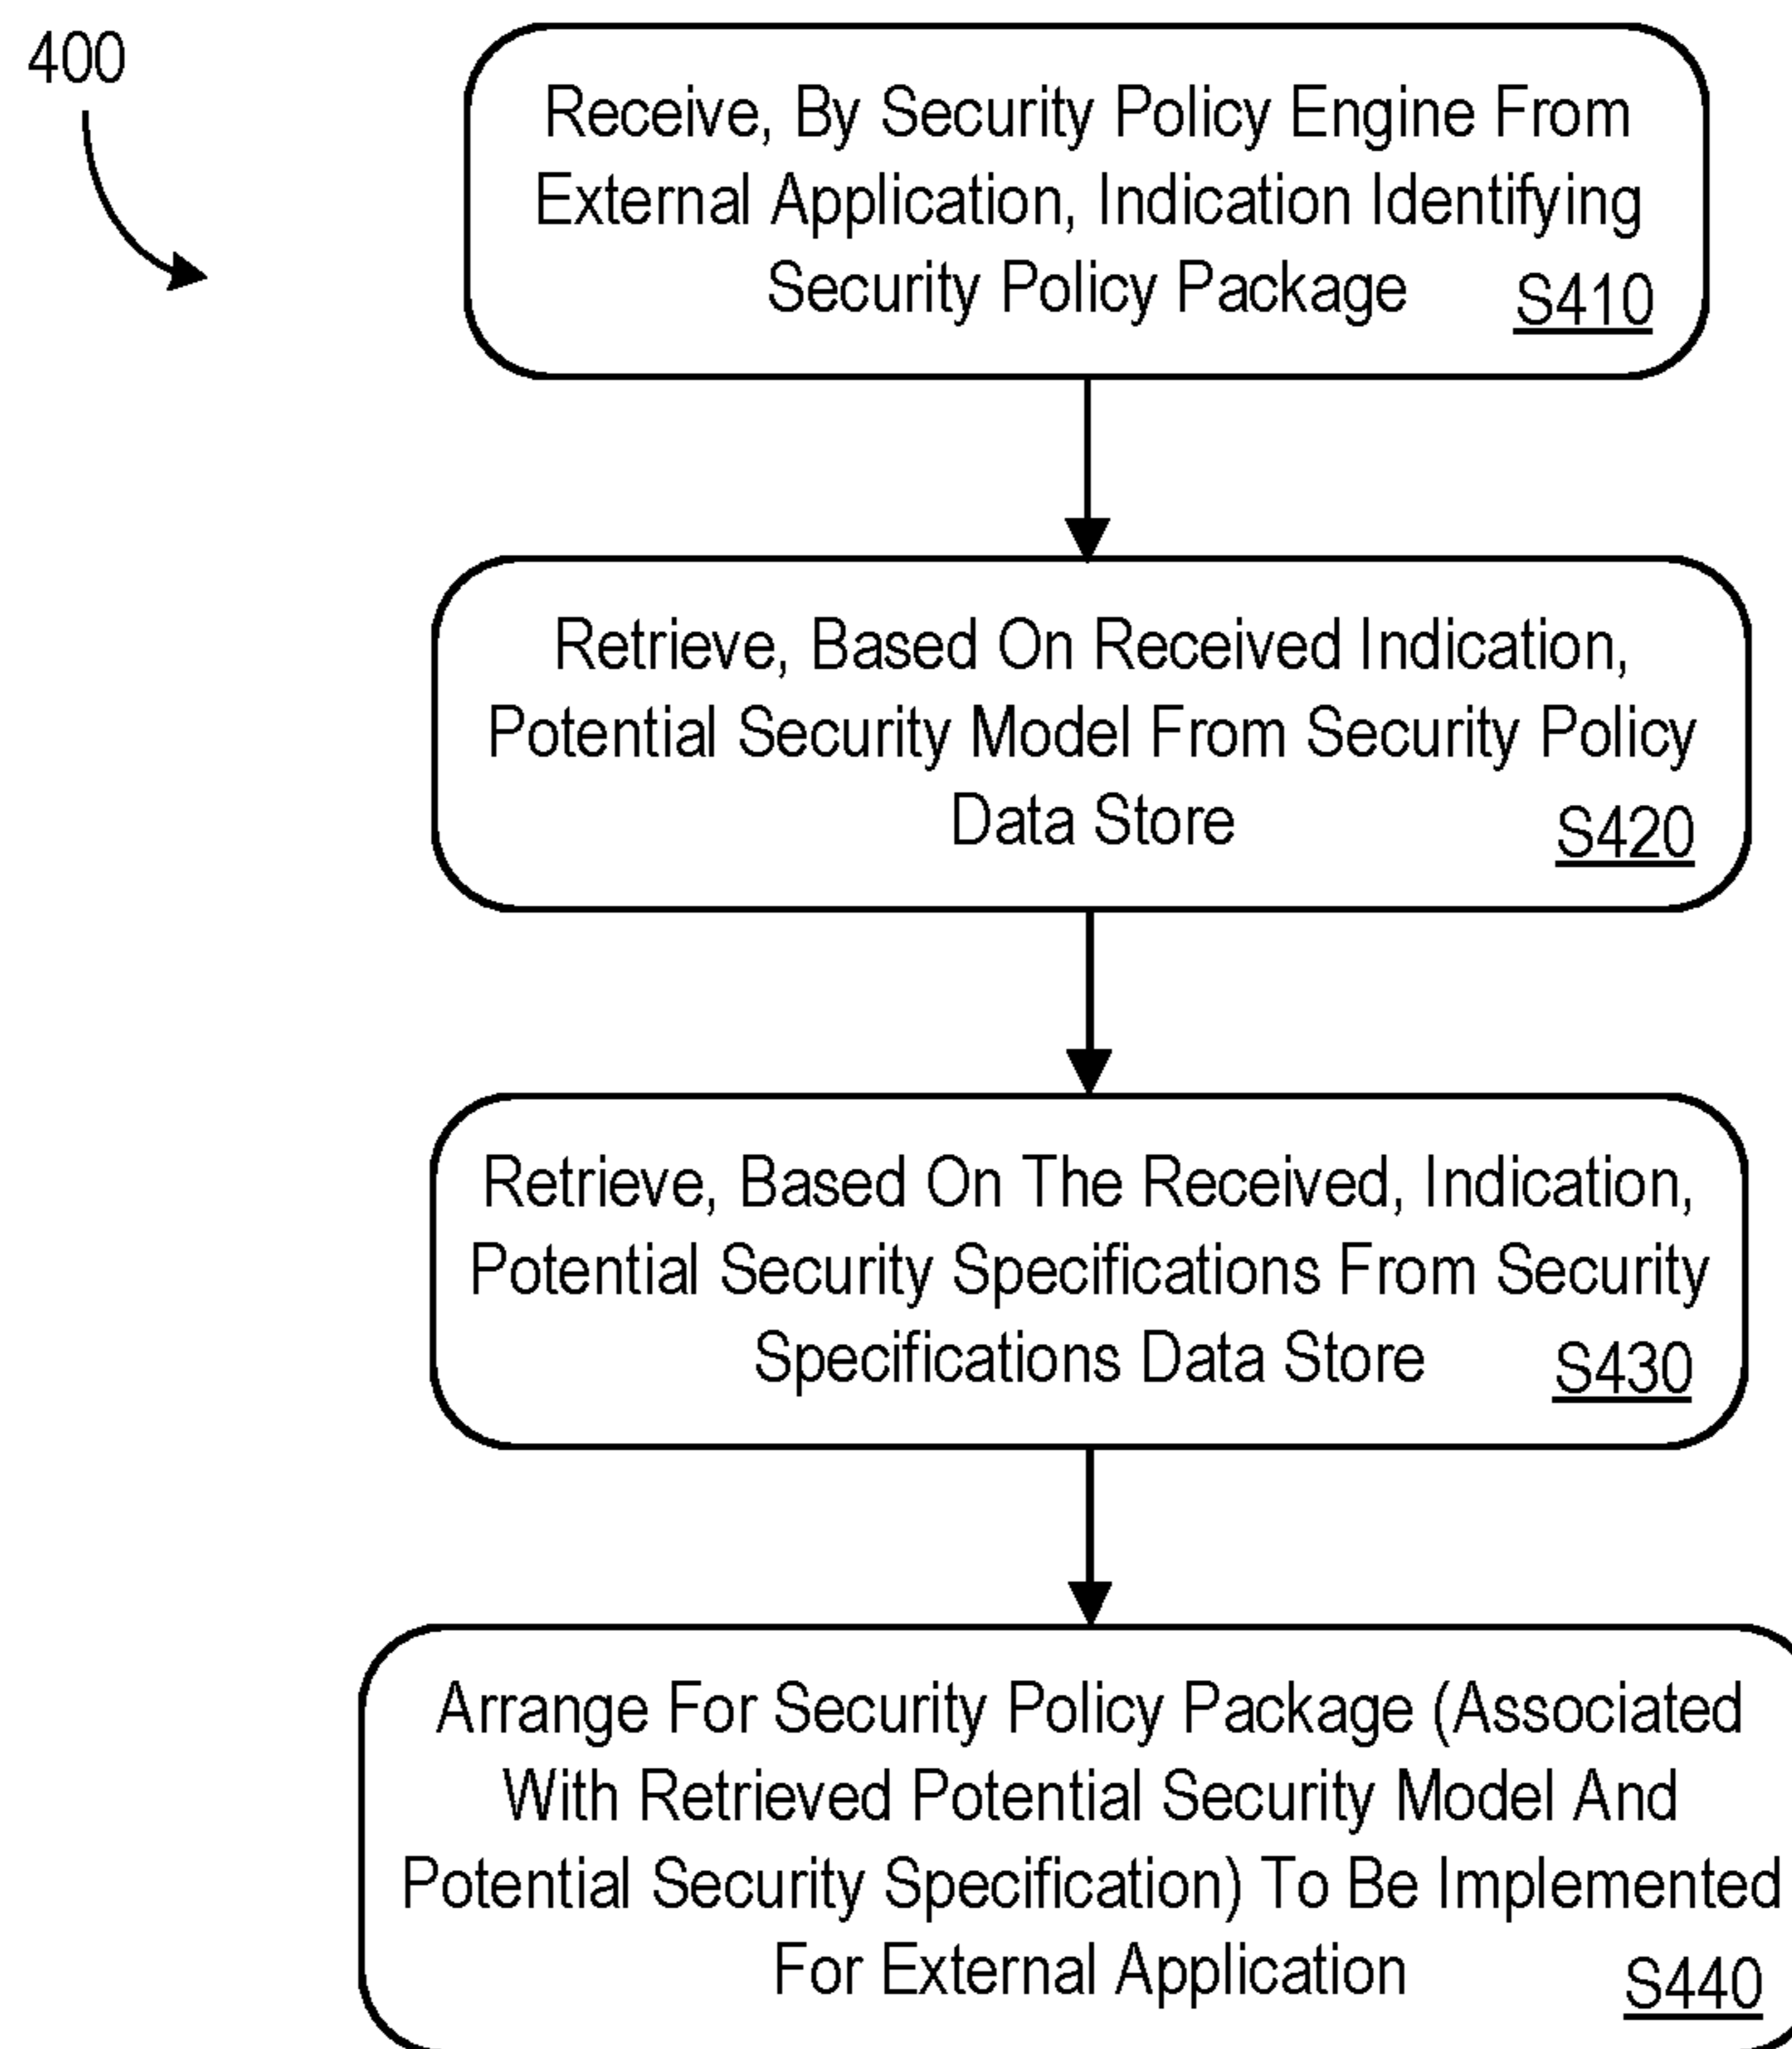 400
Receive, By Security Policy Engine From
External Application, Indication Identifying
Security Policy Package S410
Retrieve, Based On Received Indication,
Potential Security Model From Security Policy
Data Store S420
Retrieve, Based On The Received, Indication,
Potential Security Specifications From Security
Specifications Data Store S430
Arrange For Security Policy Package (Associated
With Retrieved Potential Security Model And
Potential Security Specification) To Be Implemented
For External Application S440